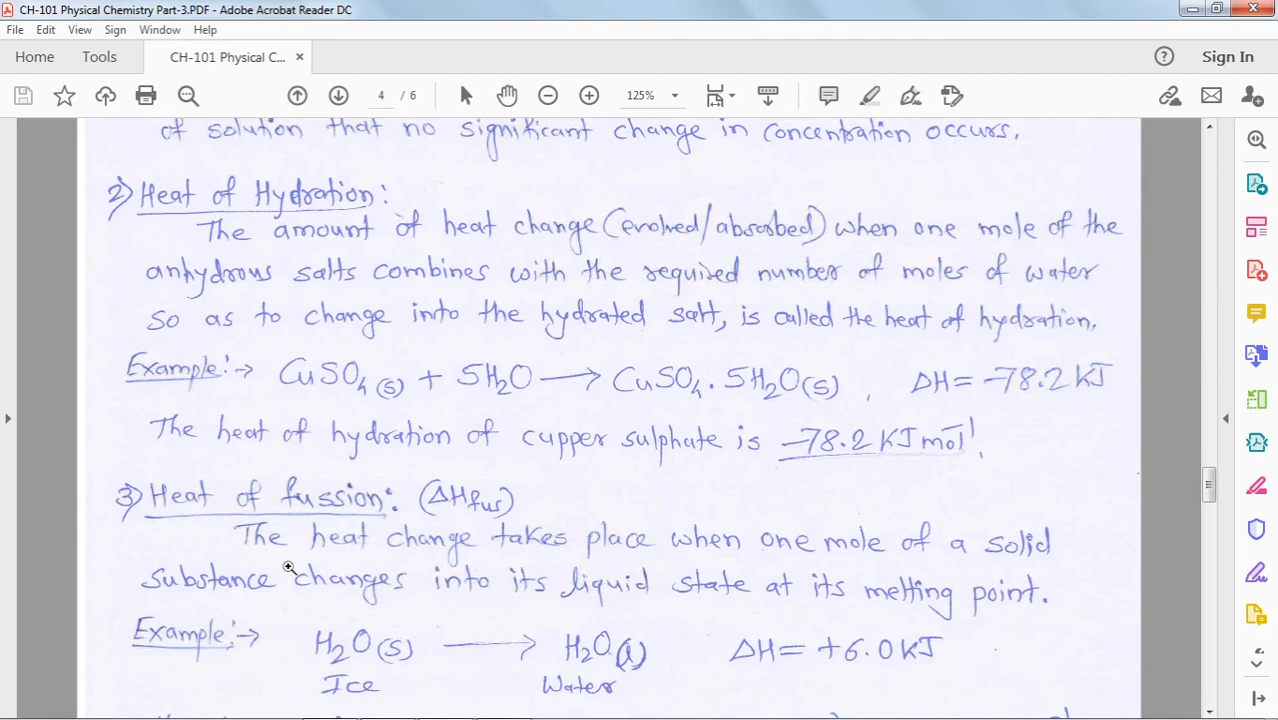 CH-101 Physical Chemistry Part-3.PDF - Adobe Acrobat Reader DC
File Edit View Sign Window Help
Home Tools CH-101 Physical C... × Sign In
4 / 6 125%
of solution that no significant change in concentration occurs.
2) Heat of Hydration:
The amount of heat change (evolved/absorbed) when one mole of the
anhydrous salts combines with the required number of moles of water
so as to change into the hydrated salt, is called the heat of hydration.
Example:→ CuSO₄(s) + 5H₂O ⟶ CuSO₄.5H₂O(s), ΔH = -78.2 KJ
The heat of hydration of cupper sulphate is -78.2 KJ mol⁻¹.
3) Heat of fussion: (ΔHfus)
The heat change takes place when one mole of a solid
substance changes into its liquid state at its melting point.
Example:→ H₂O(s) ⟶ H₂O(l) ΔH = +6.0 KJ
Ice Water